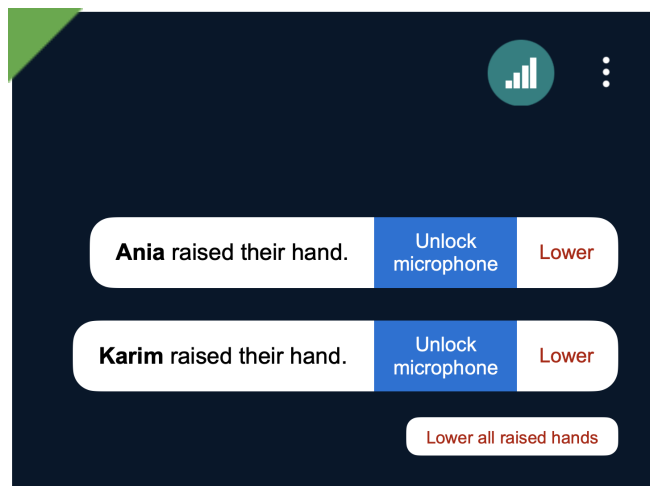 Ania raised their hand.
Unlock
microphone
Lower
Karim raised their hand.
Unlock
microphone
Lower
Lower all raised hands